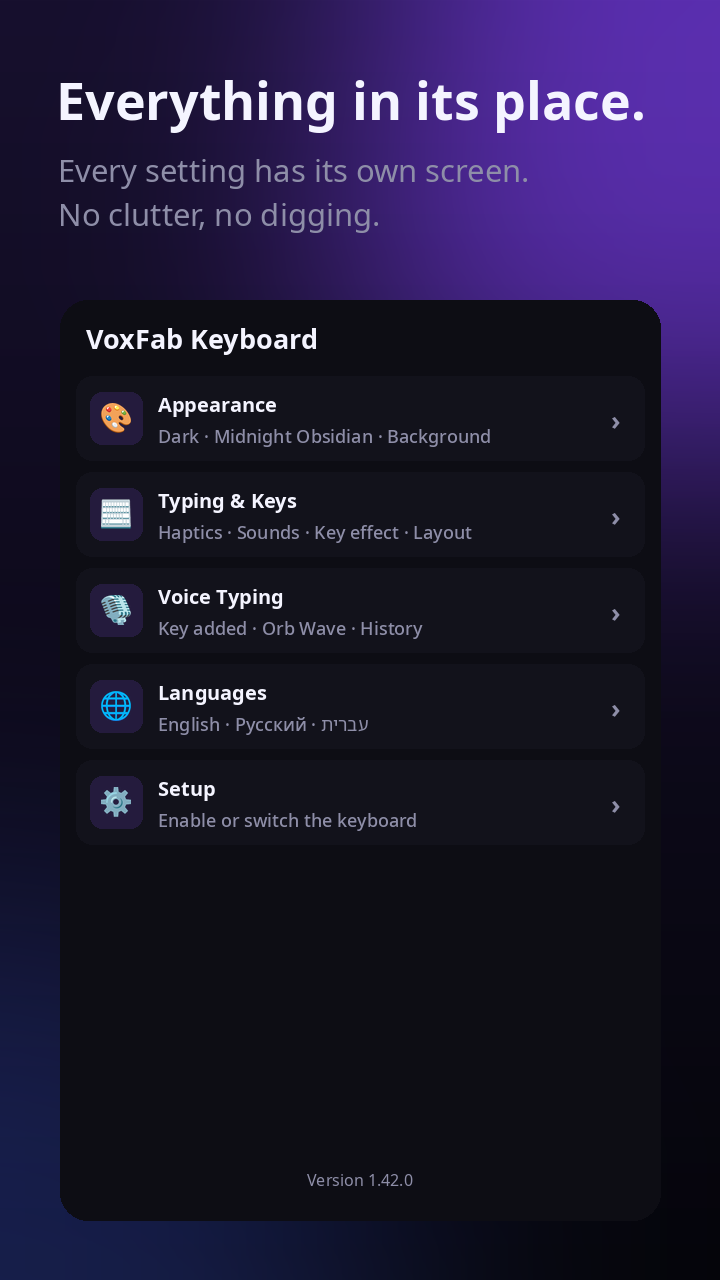 Everything in its place.
Every setting has its own screen.
No clutter, no digging.
VoxFab Keyboard
Appearance
Dark · Midnight Obsidian · Background
Typing & Keys
Haptics · Sounds · Key effect · Layout
Voice Typing
Key added · Orb Wave · History
Languages
English · Русский · עברית
Setup
Enable or switch the keyboard
Version 1.42.0